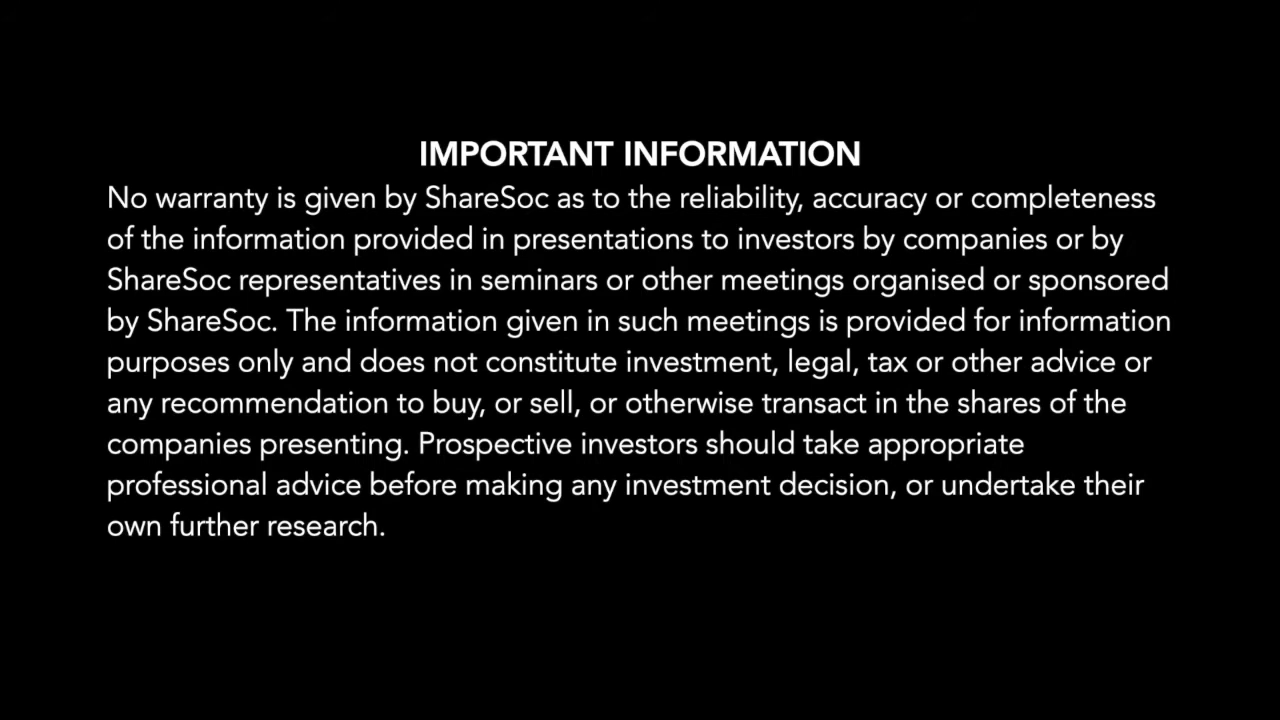 IMPORTANT INFORMATION
No warranty is given by ShareSoc as to the reliability, accuracy or completeness
of the information provided in presentations to investors by companies or by
ShareSoc representatives in seminars or other meetings organised or sponsored
by ShareSoc. The information given in such meetings is provided for information
purposes only and does not constitute investment, legal, tax or other advice or
any recommendation to buy, or sell, or otherwise transact in the shares of the
companies presenting. Prospective investors should take appropriate
professional advice before making any investment decision, or undertake their
own further research.